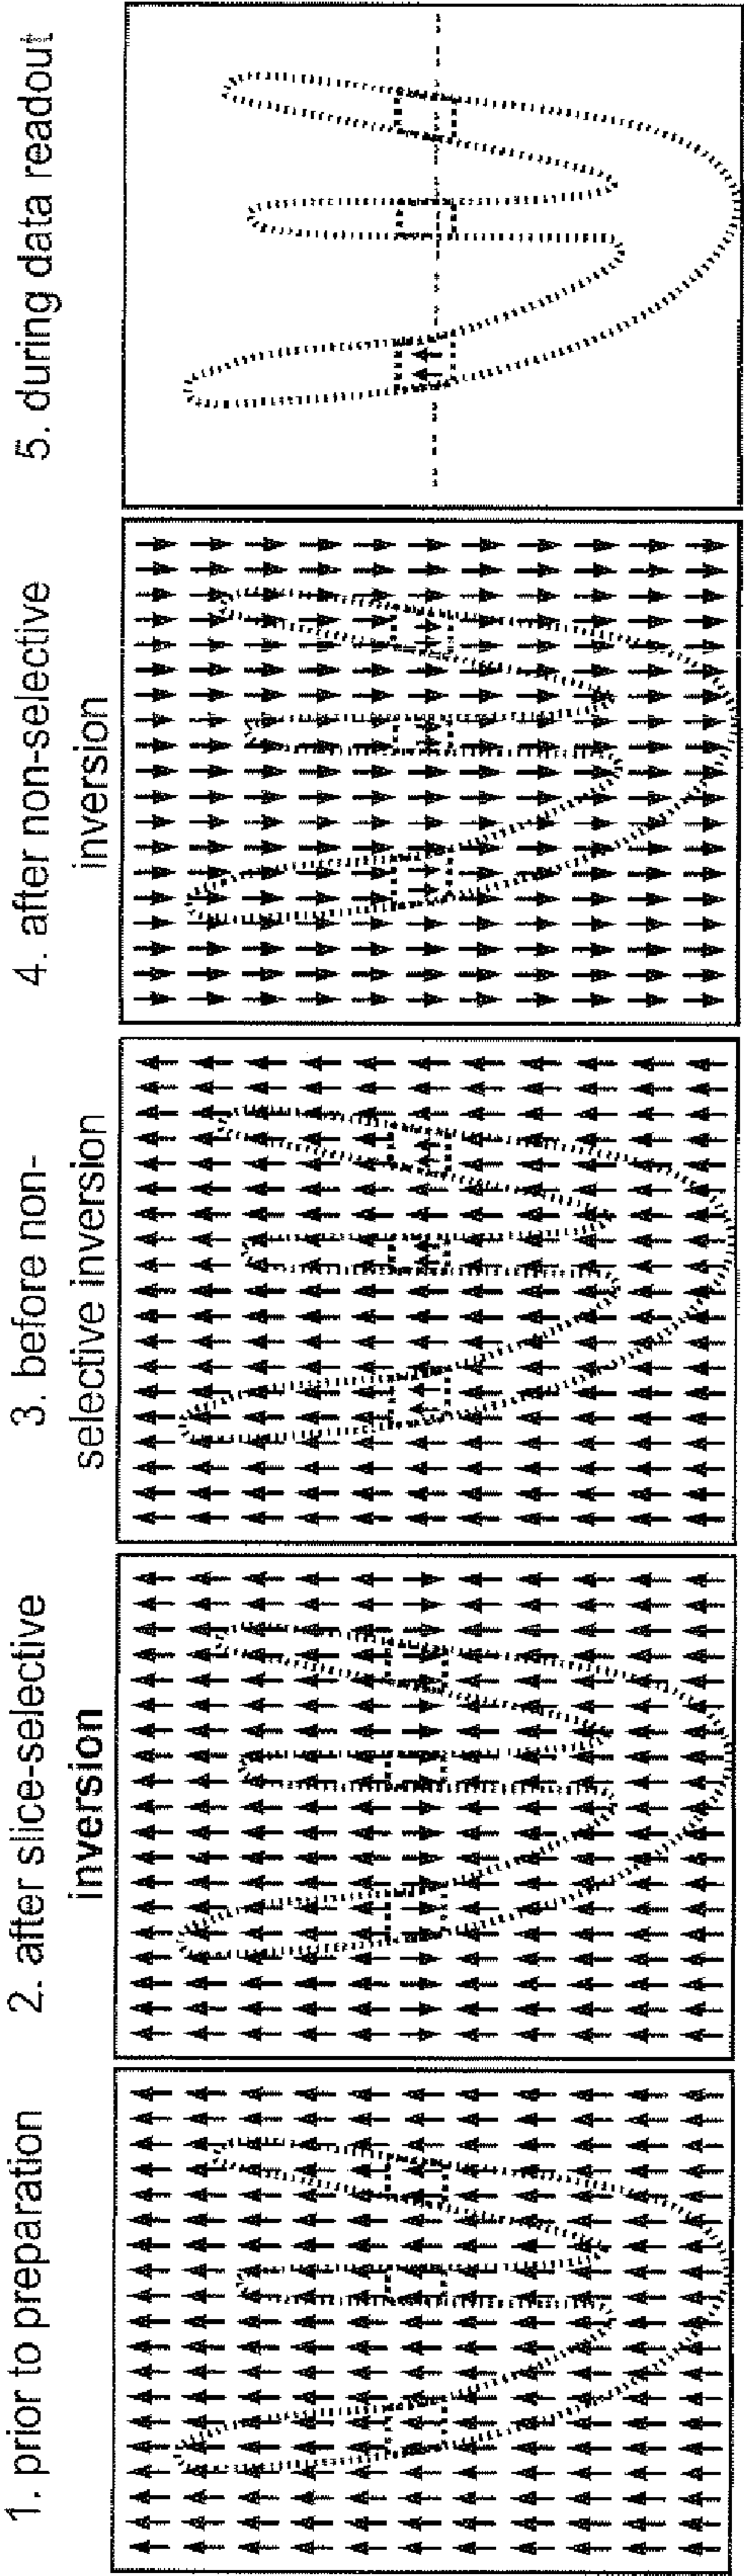 1. prior to preparation
2. after slice-selective
inversion
3. before non-
selective inversion
4. after non-selective
inversion
5. during data readout